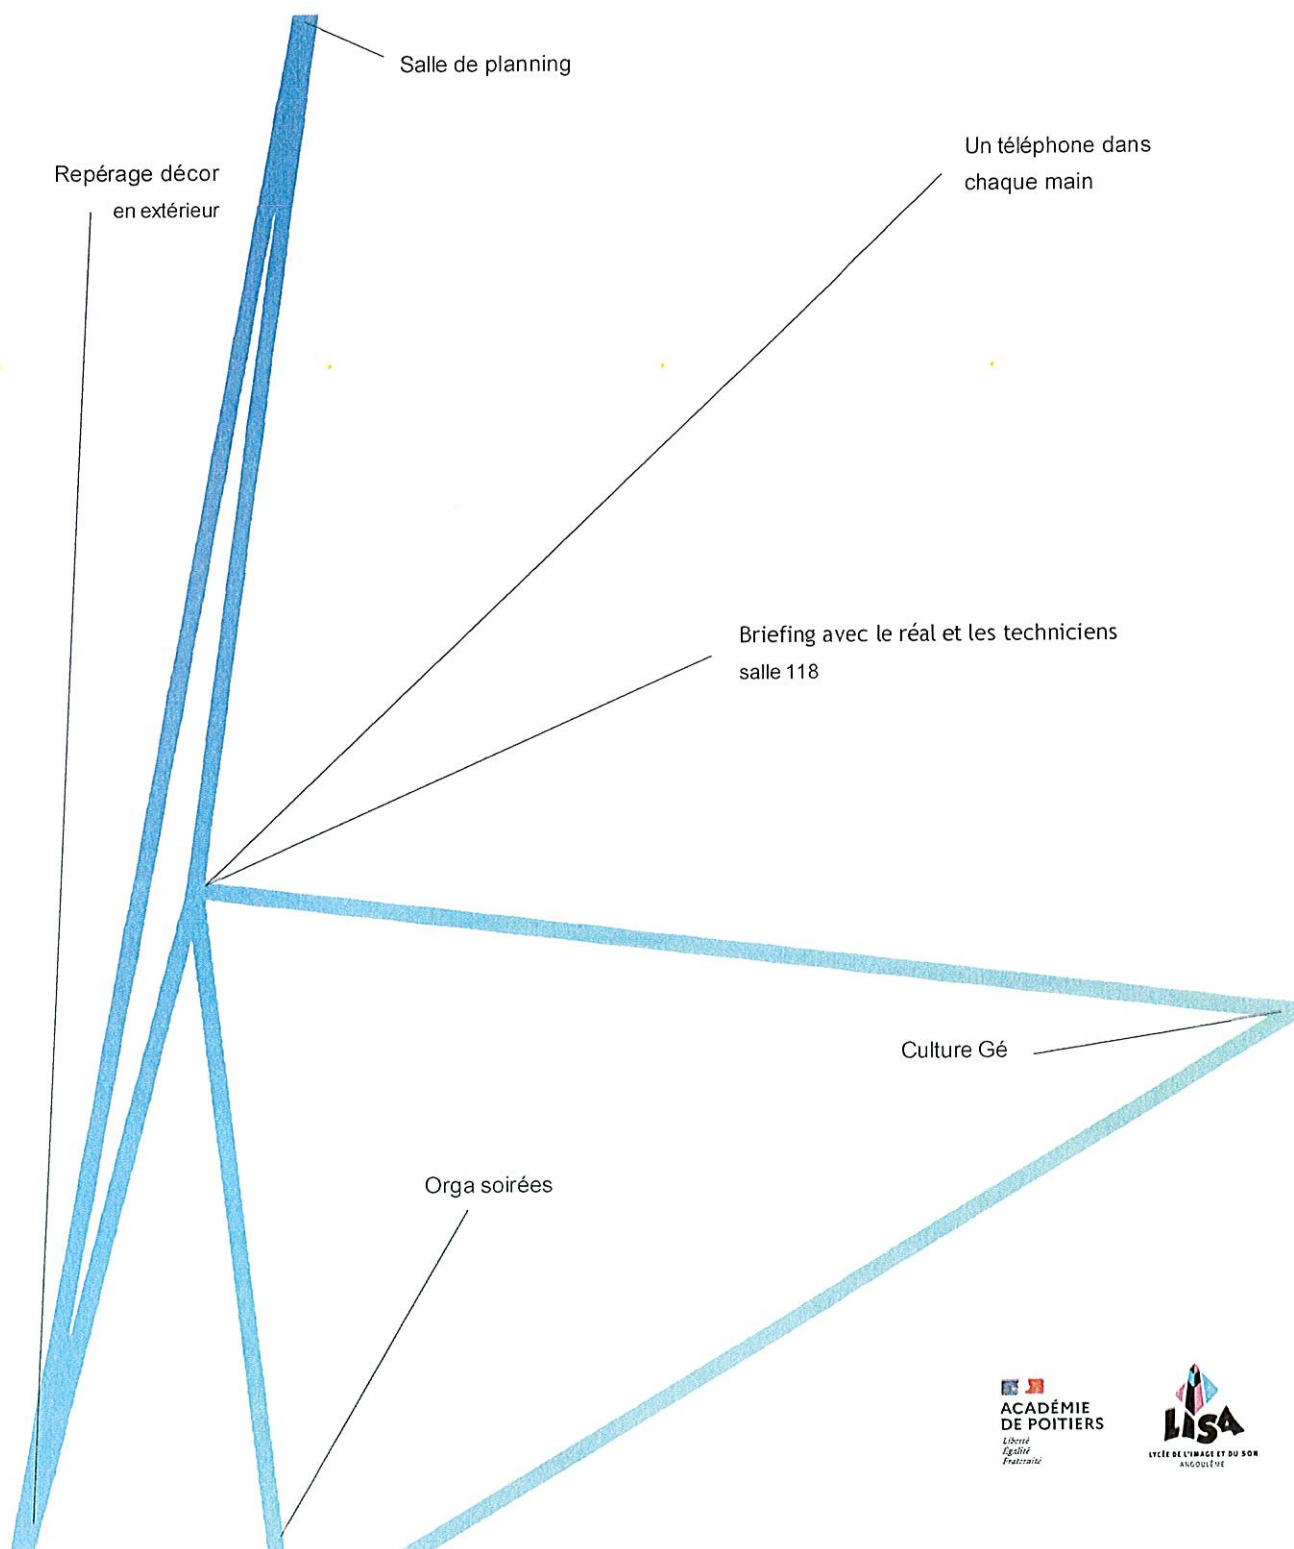 Salle de planning
Un téléphone dans
chaque main
Repérage décor
en extérieur
Briefing avec le réal et les techniciens
salle 118
Culture Gé
Orga soirées
ACADÉMIE
DE POITIERS
Liberté
Égalité
Fraternité
LISA
LYCÉE DE L'IMAGE ET DU SON
ANGOULÊME